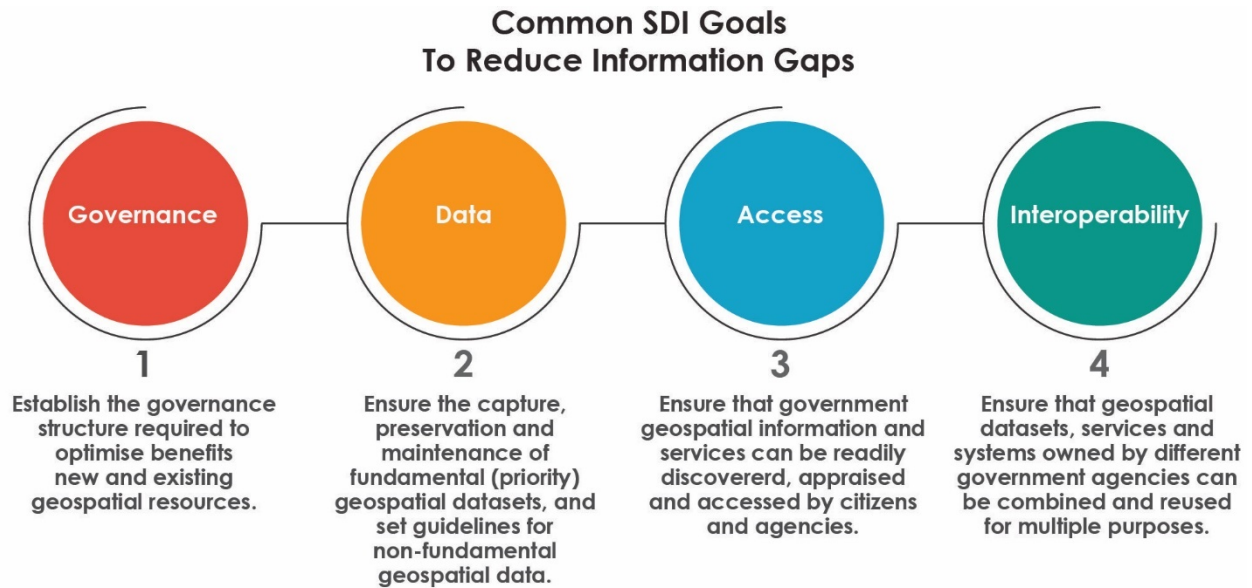 Common SDI Goals
To Reduce Information Gaps
Governance
1
Establish the governance
structure required to
optimise benefits
new and existing
geospatial resources.
Data
2
Ensure the capture,
preservation and
maintenance of
fundamental (priority)
geospatial datasets, and
set guidelines for
non-fundamental
geospatial data.
Access
3
Ensure that government
geospatial information and
services can be readily
discovererd, appraised
and accessed by citizens
and agencies.
Interoperability
4
Ensure that geospatial
datasets, services and
systems owned by different
government agencies can
be combined and reused
for multiple purposes.